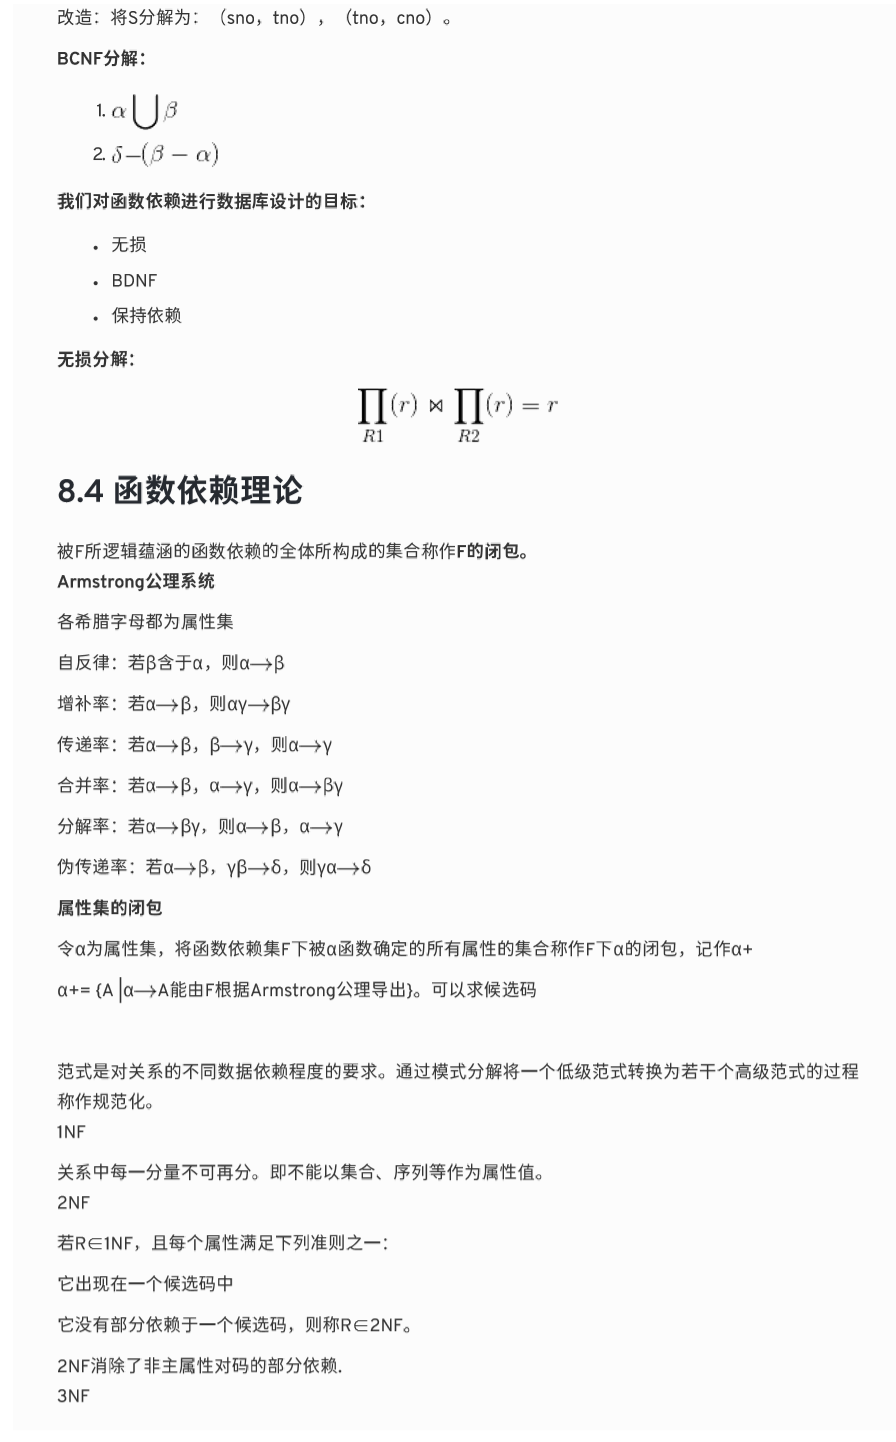 改造：将S分解为：（sno，tno），（tno，cno）。
BCNF分解：
1. α⋃β
2. δ–(β − α)
我们对函数依赖进行数据库设计的目标：
• 无损
• BDNF
• 保持依赖
无损分解：
∏(r) ⋈ ∏(r) = r
R1 R2
8.4 函数依赖理论
被F所逻辑蕴涵的函数依赖的全体所构成的集合称作F的闭包。
Armstrong公理系统
各希腊字母都为属性集
自反律：若β含于α，则α—>β
增补率：若α—>β，则αγ—>βγ
传递率：若α—>β，β—>γ，则α—>γ
合并率：若α—>β，α—>γ，则α—>βγ
分解率：若α—>βγ，则α—>β，α—>γ
伪传递率：若α—>β，γβ—>δ，则γα—>δ
属性集的闭包
令α为属性集，将函数依赖集F下被α函数确定的所有属性的集合称作F下α的闭包，记作α+
α+= {A |α—>A能由F根据Armstrong公理导出}。可以求候选码
范式是对关系的不同数据依赖程度的要求。通过模式分解将一个低级范式转换为若干个高级范式的过程
称作规范化。
1NF
关系中每一分量不可再分。即不能以集合、序列等作为属性值。
2NF
若R∈1NF，且每个属性满足下列准则之一：
它出现在一个候选码中
它没有部分依赖于一个候选码，则称R∈2NF。
2NF消除了非主属性对码的部分依赖.
3NF